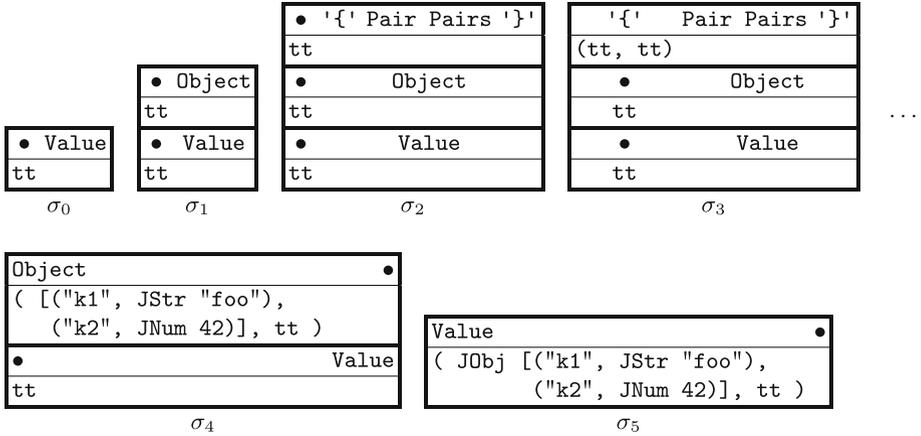 • Value
tt
σ0
• Object
tt
• Value
tt
σ1
• '{' Pair Pairs '}'
tt
• Object
tt
• Value
tt
σ2
'{' Pair Pairs '}'
(tt, tt)
• Object
tt
• Value
tt
σ3
...
Object •
( [("k1", JStr "foo"),
("k2", JNum 42)], tt )
• Value
tt
σ4
Value •
( JObj [("k1", JStr "foo"),
("k2", JNum 42)], tt )
σ5